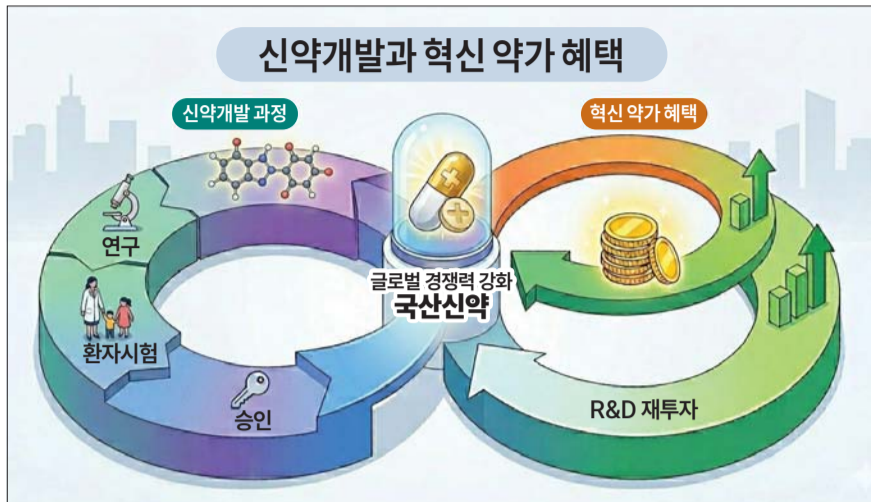 신약개발과 혁신 약가 혜택
신약개발 과정
혁신 약가 혜택
연구
환자시험
승인
글로벌 경쟁력 강화
국산신약
R&D 재투자